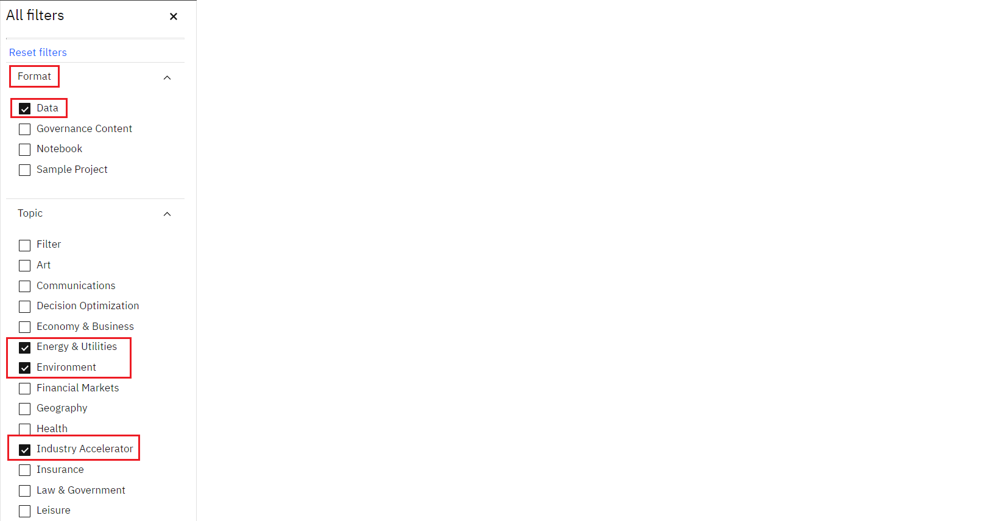 All filters
Reset filters
Format
Data
Governance Content
Notebook
Sample Project
Topic
Filter
Art
Communications
Decision Optimization
Economy & Business
Energy & Utilities
Environment
Financial Markets
Geography
Health
Industry Accelerator
Insurance
Law & Government
Leisure